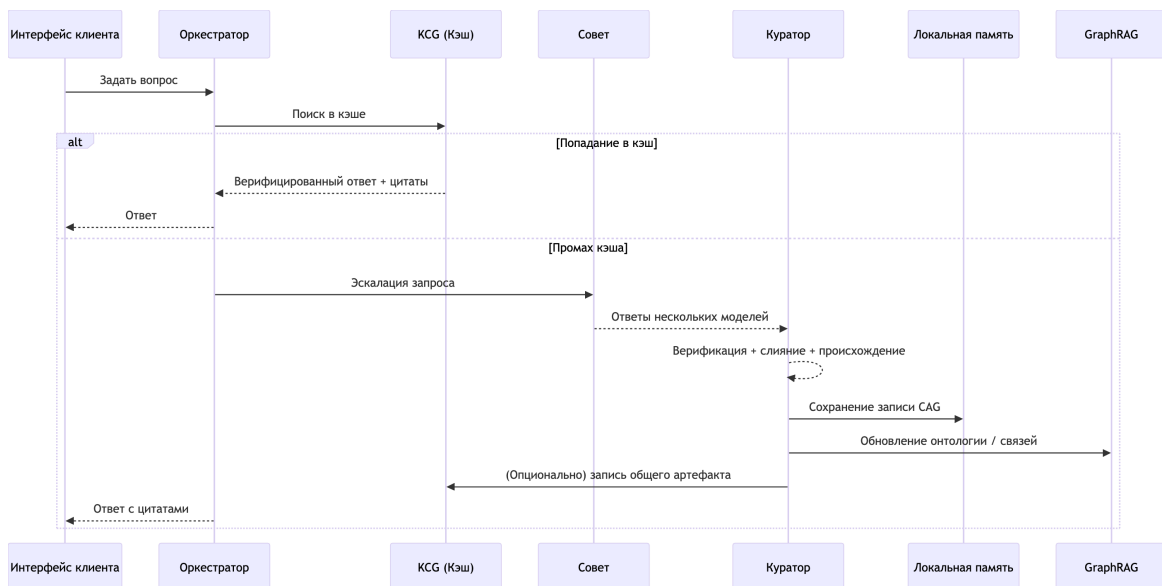 Интерфейс клиента
Оркестратор
KCG (Кэш)
Совет
Куратор
Локальная память
GraphRAG
Задать вопрос
Поиск в кэше
alt
[Попадание в кэш]
Верифицированный ответ + цитаты
Ответ
[Промах кэша]
Эскалация запроса
Ответы нескольких моделей
Верификация + слияние + происхождение
Сохранение записи CAG
Обновление онтологии / связей
(Опционально) запись общего артефакта
Ответ с цитатами
Интерфейс клиента
Оркестратор
KCG (Кэш)
Совет
Куратор
Локальная память
GraphRAG